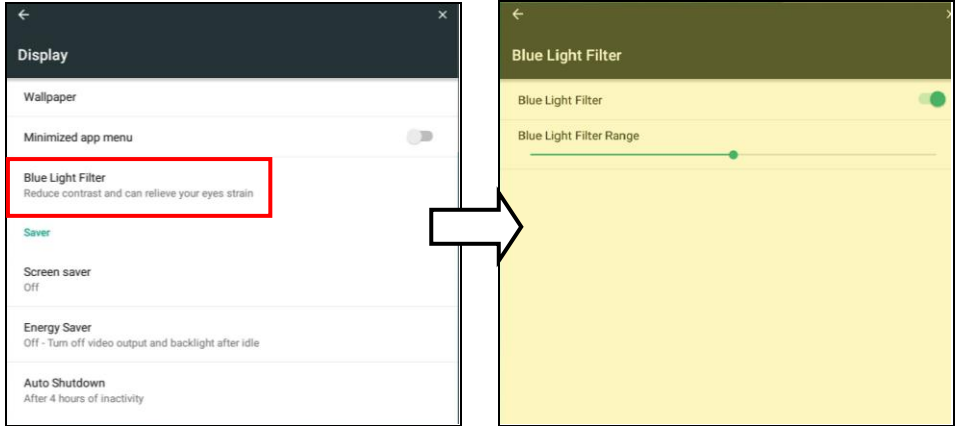 Display
Wallpaper
Minimized app menu
Blue Light Filter
Reduce contrast and can relieve your eyes strain
Saver
Screen saver
Off
Energy Saver
Off - Turn off video output and backlight after idle
Auto Shutdown
After 4 hours of inactivity
Blue Light Filter
Blue Light Filter
Blue Light Filter Range